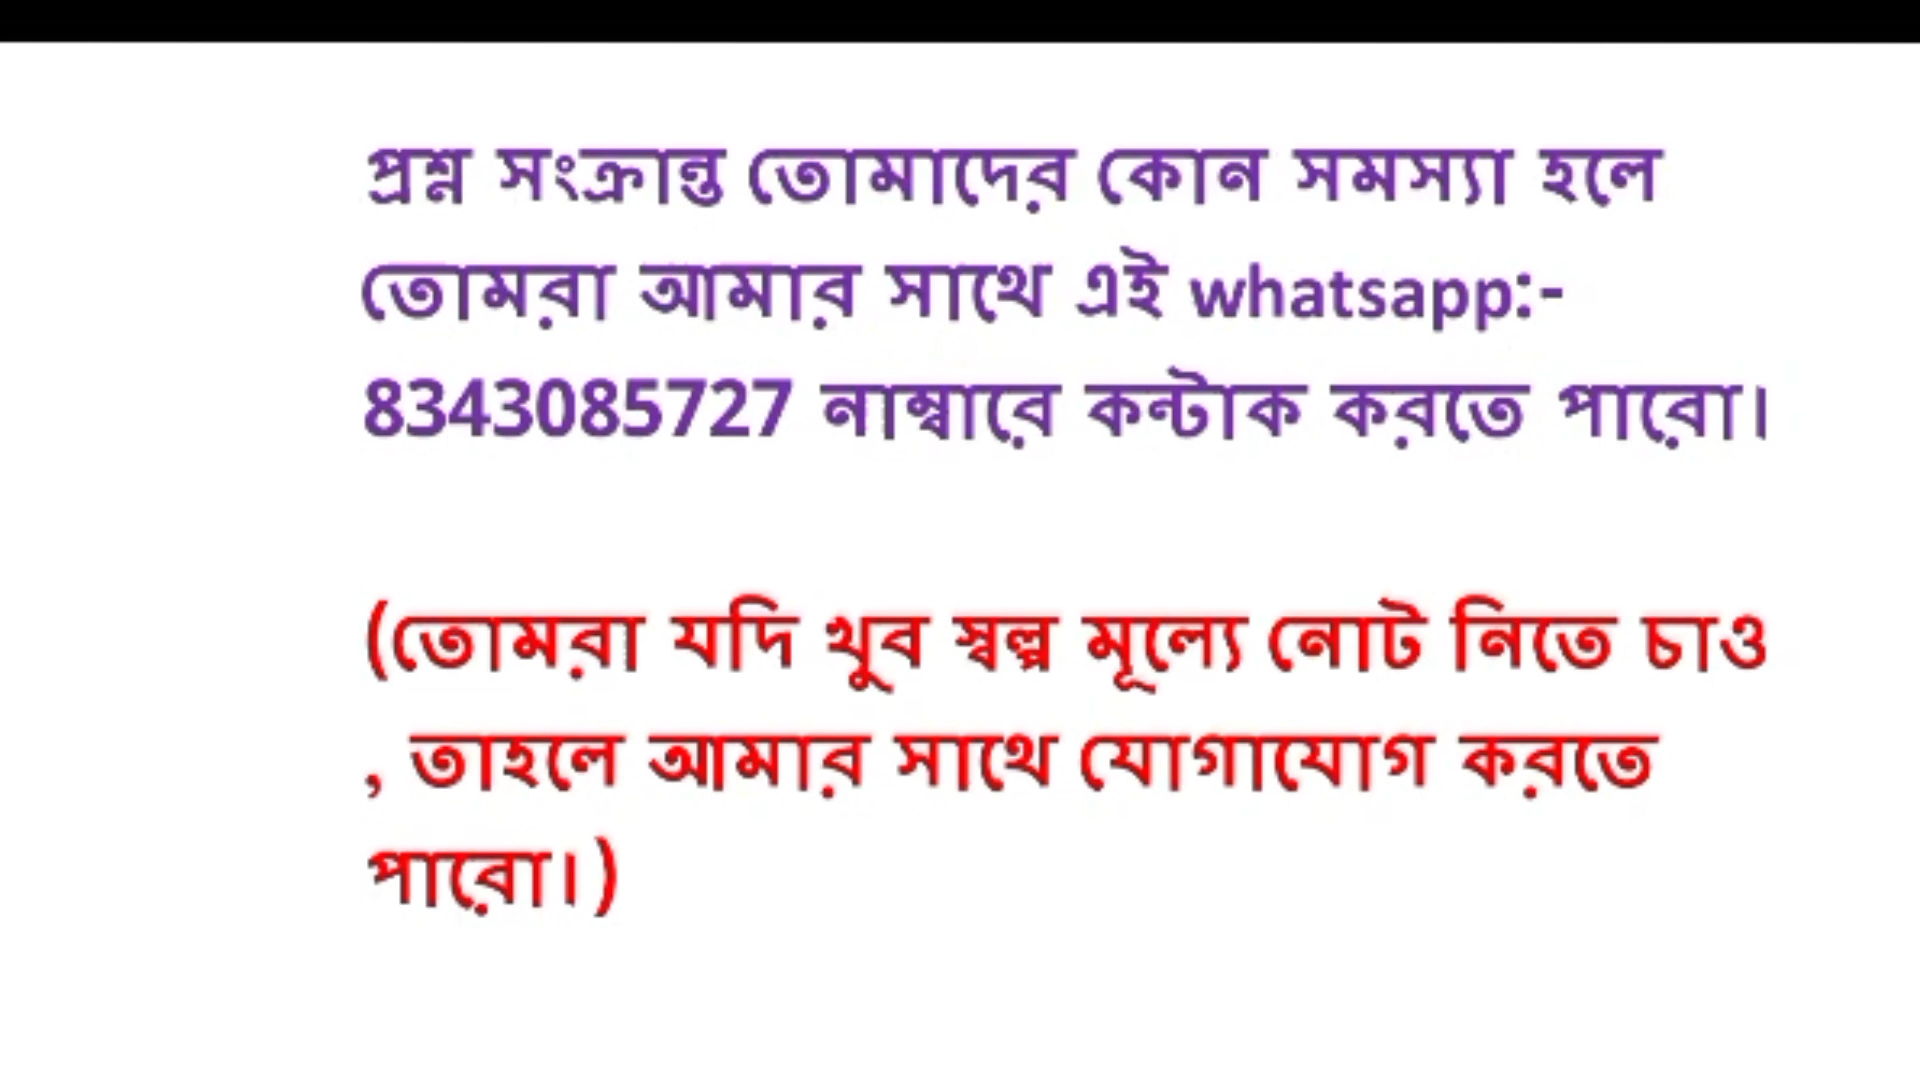 প্রশ্ন সংক্রান্ত তোমাদের কোন সমস্যা হলে
তোমরা আমার সাথে এই whatsapp:-
8343085727 নাম্বারে কন্টাক করতে পারো।
(তোমরা যদি খুব স্বল্প মূল্যে নোট নিতে চাও
, তাহলে আমার সাথে যোগাযোগ করতে
পারো।)